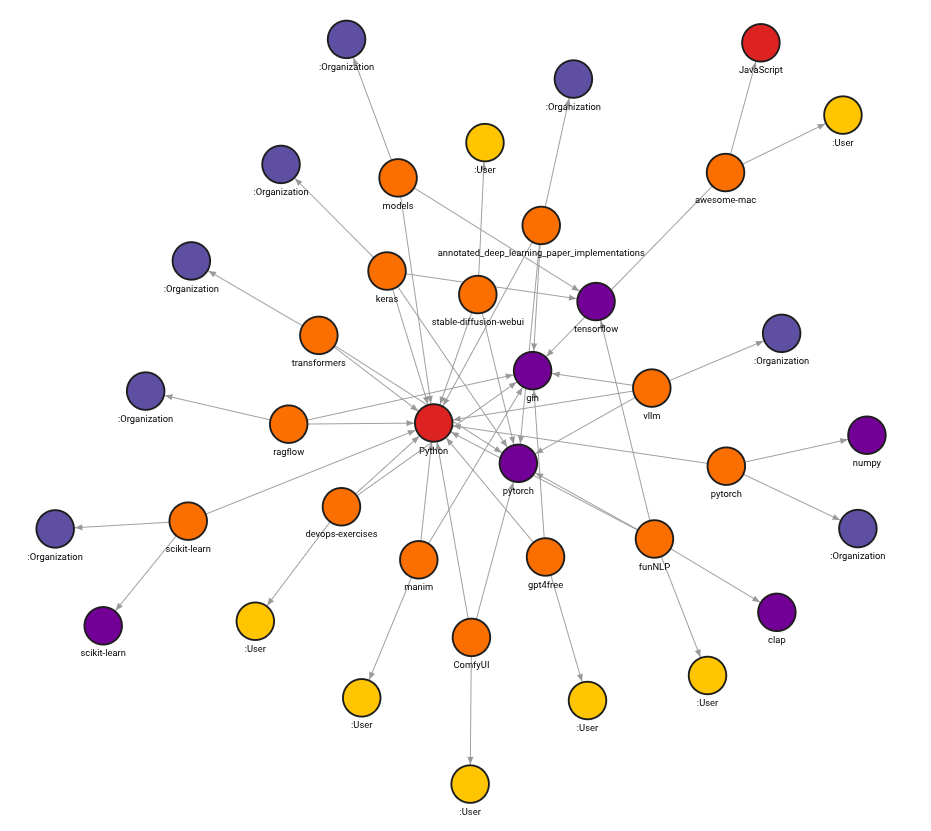 :Organization
JavaScript
:Organization
:User
:User
:Organization
awesome-mac
models
annotated_deep_learning_paper_implementations
:Organization
keras
stable-diffusion-webui
tensorflow
transformers
:Organization
gin
:Organization
vllm
ragflow
Python
numpy
pytorch
pytorch
devops-exercises
scikit-learn
:Organization
:Organization
funNLP
gpt4free
manim
clap
:User
scikit-learn
ComfyUI
:User
:User
:User
:User